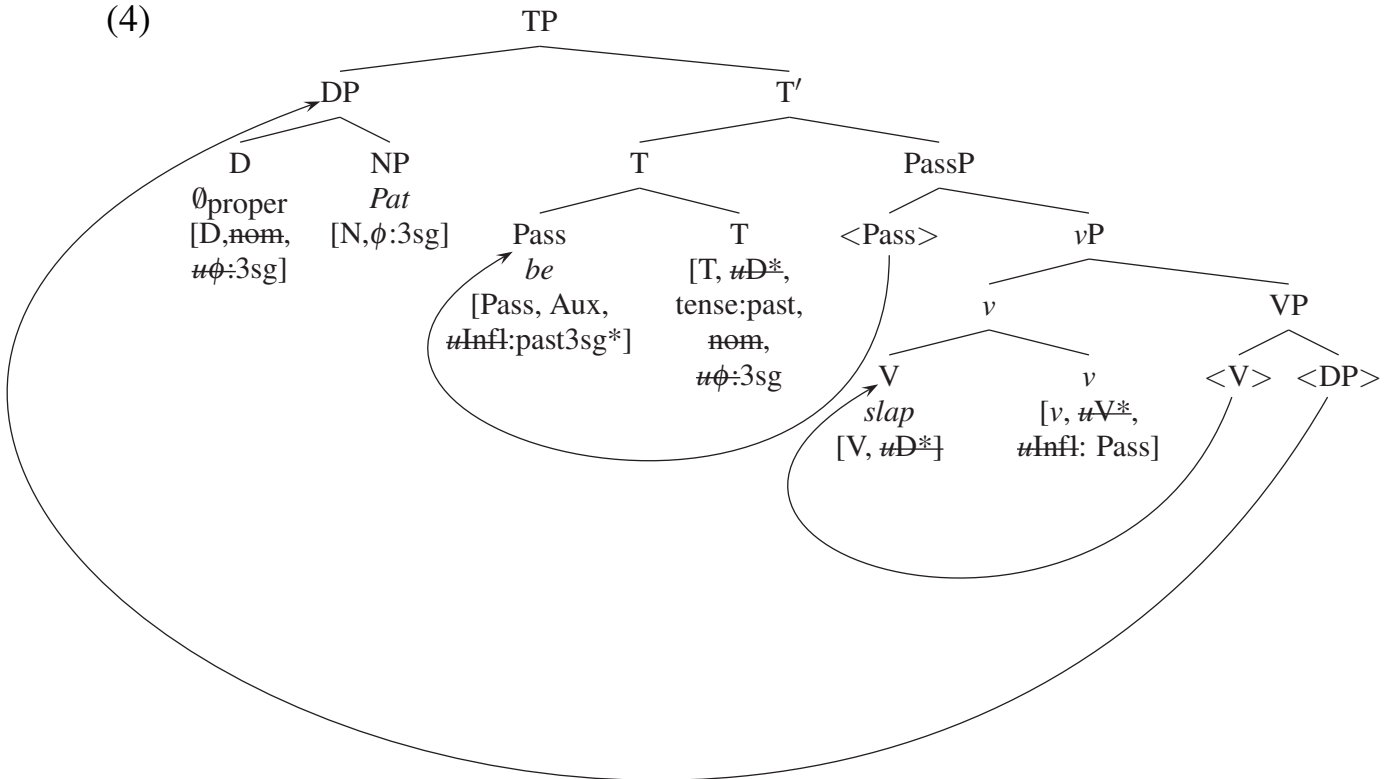 (4)
TP
DP T′
D NP T PassP
∅proper Pat
[D,nom, [N,ϕ:3sg] Pass T <Pass> vP
uϕ:3sg] be [T, uD*,
[Pass, Aux, tense:past, v VP
uInfl:past3sg*] nom,
uϕ:3sg V v <V> <DP>
slap [v, uV*,
[V, uD*] uInfl: Pass]